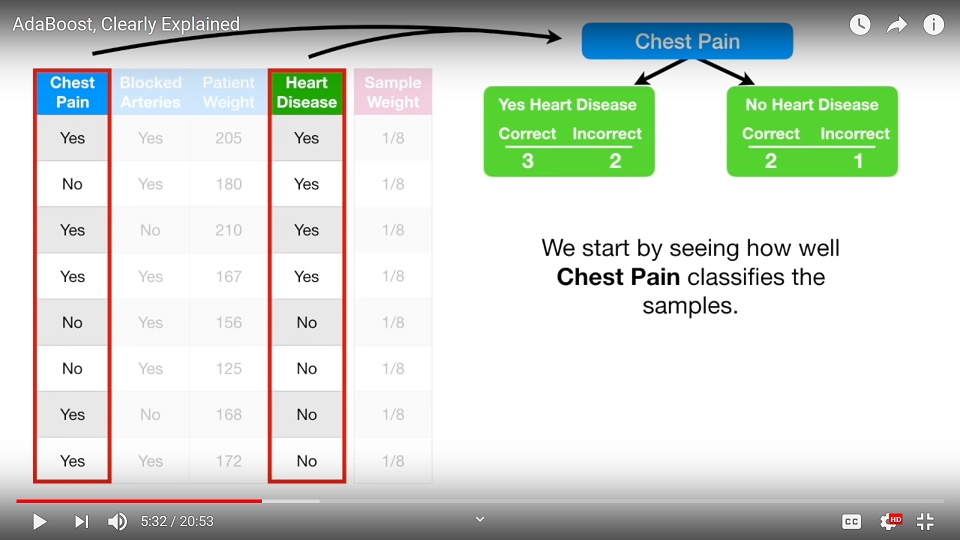 AdaBoost, Clearly Explained
Chest Pain
Chest Pain Blocked Arteries Patient Weight Heart Disease Sample Weight
Yes Yes 205 Yes 1/8
No Yes 180 Yes 1/8
Yes No 210 Yes 1/8
Yes Yes 167 Yes 1/8
No Yes 156 No 1/8
No Yes 125 No 1/8
Yes No 168 No 1/8
Yes Yes 172 No 1/8
Yes Heart Disease
Correct Incorrect
3 2
No Heart Disease
Correct Incorrect
2 1
We start by seeing how well
Chest Pain classifies the
samples.
5:32 / 20:53
CC
HD